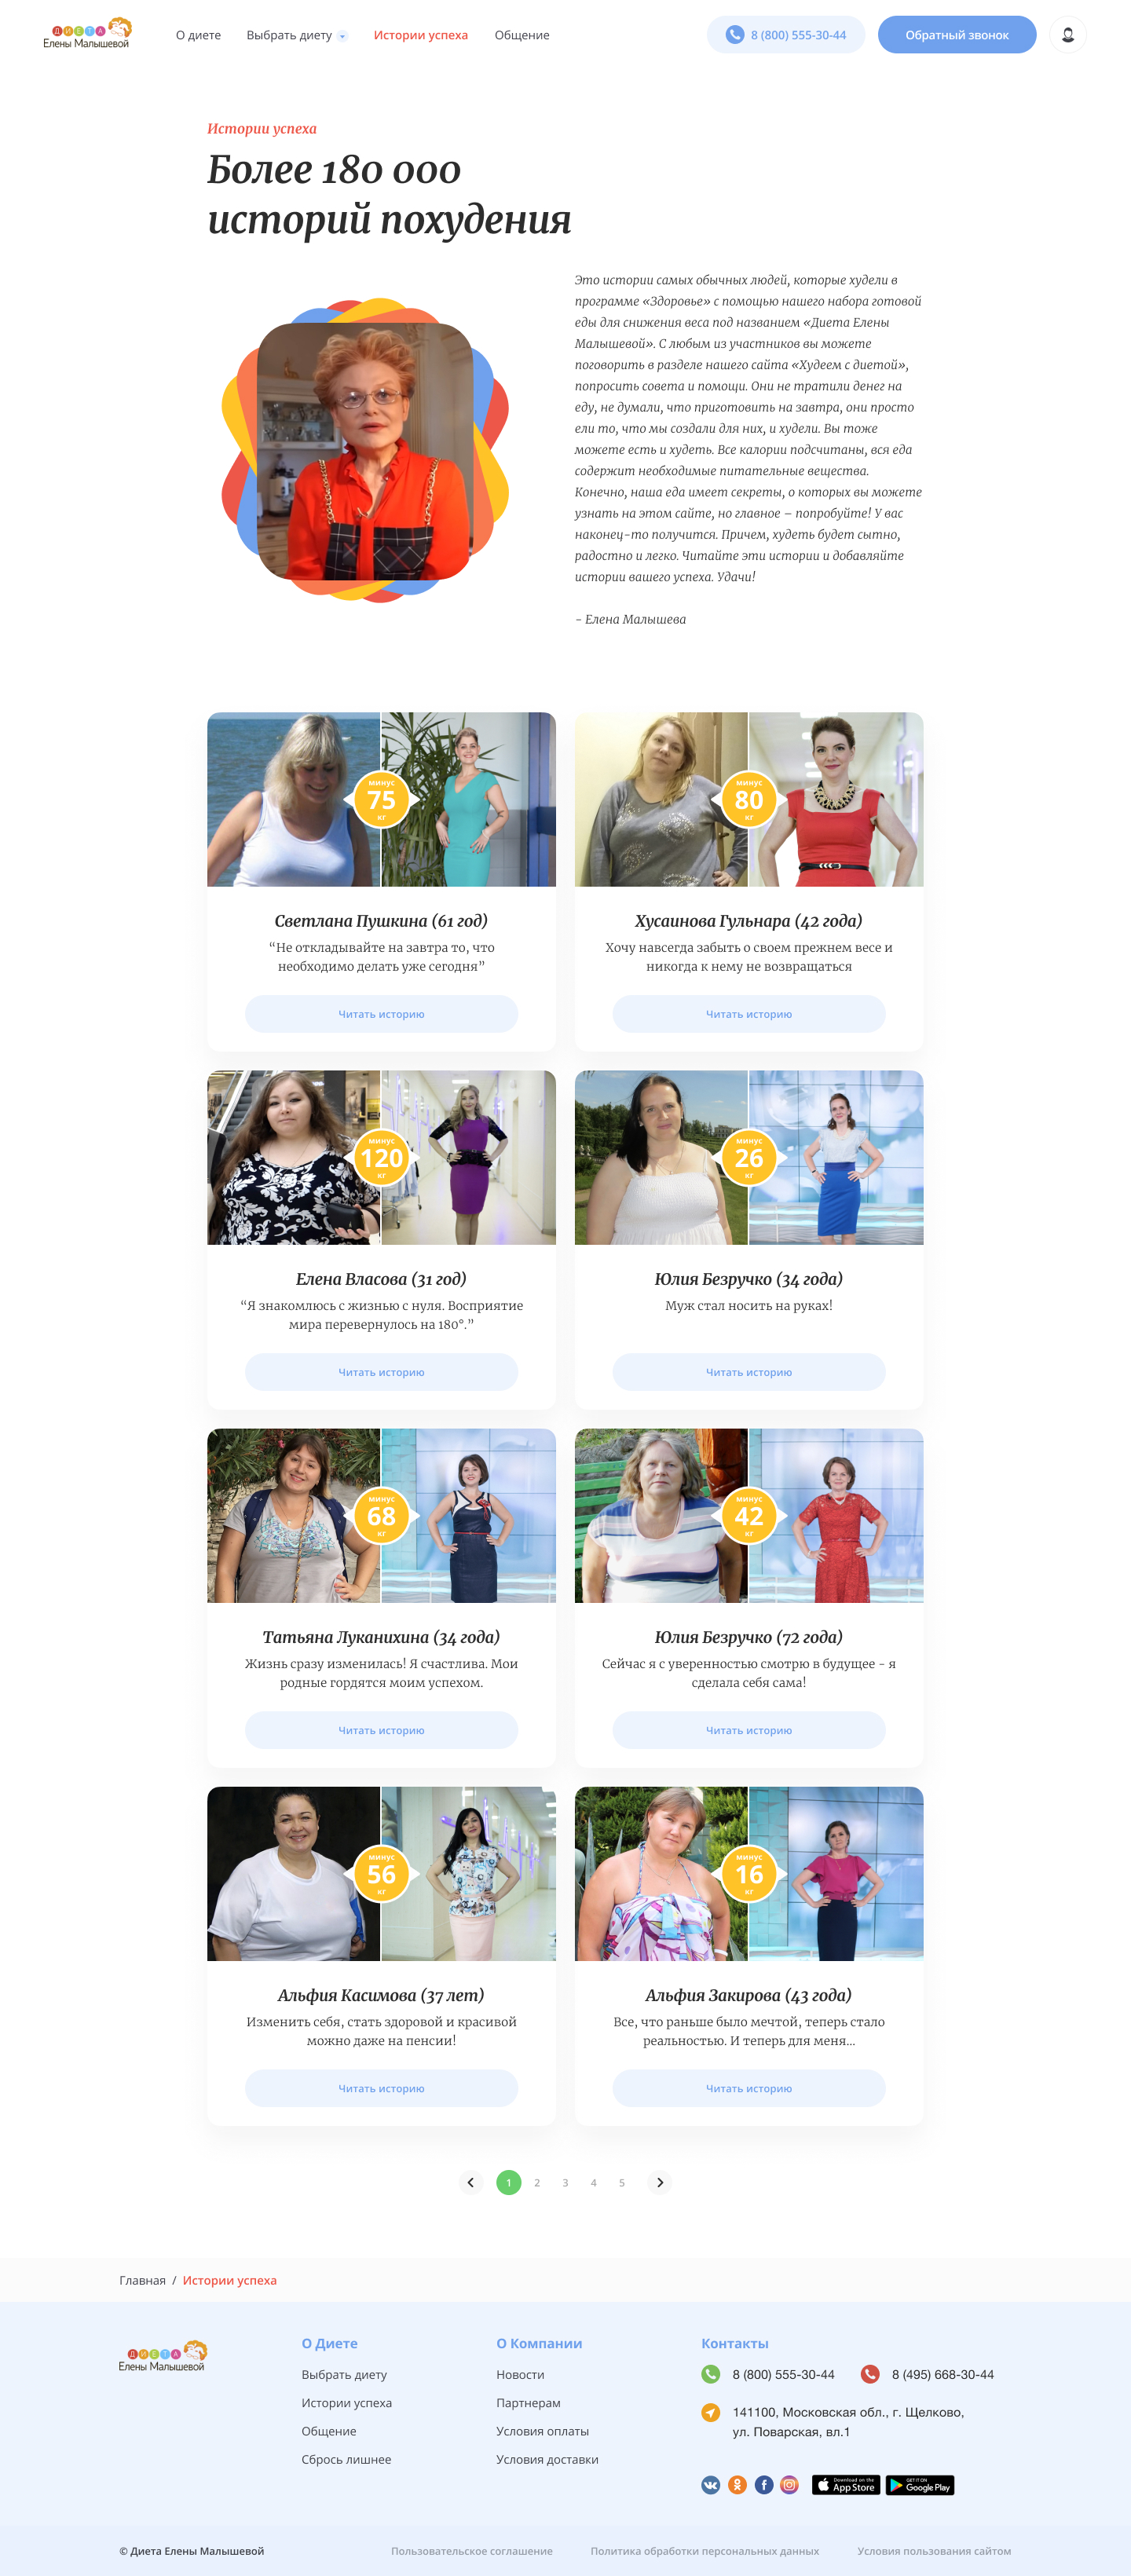 ДИЕТА
Елены Малышевой
О диете
Выбрать диету
Истории успеха
Общение
8 (800) 555-30-44
Обратный звонок
Истории успеха
Более 180 000
историй похудения
Это истории самых обычных людей, которые худели в
программе «Здоровье» с помощью нашего набора готовой
еды для снижения веса под названием «Диета Елены
Малышевой». С любым из участников вы можете
поговорить в разделе нашего сайта «Худеем с диетой»,
попросить совета и помощи. Они не тратили денег на
еду, не думали, что приготовить на завтра, они просто
ели то, что мы создали для них, и худели. Вы тоже
можете есть и худеть. Все калории подсчитаны, вся еда
содержит необходимые питательные вещества.
Конечно, наша еда имеет секреты, о которых вы можете
узнать на этом сайте, но главное – попробуйте! У вас
наконец-то получится. Причем, худеть будет сытно,
радостно и легко. Читайте эти истории и добавляйте
истории вашего успеха. Удачи!
- Елена Малышева
минус
75
кг
Светлана Пушкина (61 год)
“Не откладывайте на завтра то, что
необходимо делать уже сегодня”
Читать историю
минус
80
кг
Хусаинова Гульнара (42 года)
Хочу навсегда забыть о своем прежнем весе и
никогда к нему не возвращаться
Читать историю
минус
120
кг
Елена Власова (31 год)
“Я знакомлюсь с жизнью с нуля. Восприятие
мира перевернулось на 180°.”
Читать историю
минус
26
кг
Юлия Безручко (34 года)
Муж стал носить на руках!
Читать историю
минус
68
кг
Татьяна Луканихина (34 года)
Жизнь сразу изменилась! Я счастлива. Мои
родные гордятся моим успехом.
Читать историю
минус
42
кг
Юлия Безручко (72 года)
Сейчас я с уверенностью смотрю в будущее - я
сделала себя сама!
Читать историю
минус
56
кг
Альфия Касимова (37 лет)
Изменить себя, стать здоровой и красивой
можно даже на пенсии!
Читать историю
минус
16
кг
Альфия Закирова (43 года)
Все, что раньше было мечтой, теперь стало
реальностью. И теперь для меня...
Читать историю
1 2 3 4 5
Главная / Истории успеха
ДИЕТА
Елены Малышевой
О Диете
Выбрать диету
Истории успеха
Общение
Сбрось лишнее
О Компании
Новости
Партнерам
Условия оплаты
Условия доставки
Контакты
8 (800) 555-30-44
8 (495) 668-30-44
141100, Московская обл., г. Щелково,
ул. Поварская, вл.1
Download on the
App Store
GET IT ON
Google Play
© Диета Елены Малышевой
Пользовательское соглашение
Политика обработки персональных данных
Условия пользования сайтом